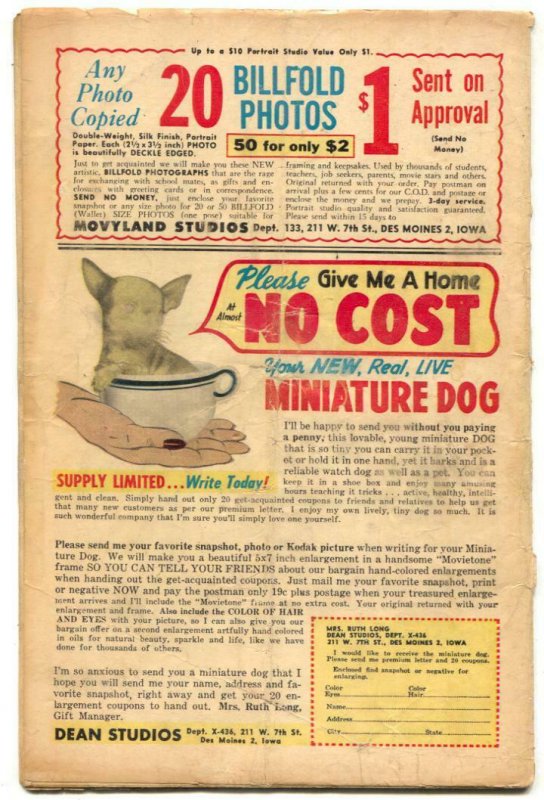 Up to a $10 Portrait Studio Value Only $1.
Any
Photo
Copied
20
BILLFOLD
PHOTOS
50 for only $2
$1
Sent on
Approval
(Send No
Money)
Double-Weight, Silk Finish, Portrait
Paper. Each (2½ x 3½ inch) PHOTO
is beautifully DECKLE EDGED.
Just to get acquainted we will make you these NEW
artistic, BILLFOLD PHOTOGRAPHS that are the rage
for exchanging with school mates, as gifts and en-
closures with greeting cards or in correspondence.
SEND NO MONEY, just enclose your favorite
snapshot or any size photo for 20 or 50 BILLFOLD
(Waller) SIZE PHOTOS (one pose) suitable for
...framing and keepsakes. Used by thousands of students,
teachers, job seekers, parents, movie stars and others.
Original returned with your order. Pay postman on
arrival plus a few cents for our C.O.D. and postage or
enclose the money and we prepay. 3-day service.
Portrait studio quality and satisfaction guaranteed.
Please send within 15 days to
MOVYLAND STUDIOS Dept. 133, 211 W. 7th St., DES MOINES 2, IOWA
Please Give Me A Home
At
Almost
NO COST
Your NEW, Real, LIVE
MINIATURE DOG
I'll be happy to send you without you paying
a penny, this lovable, young miniature DOG
that is so tiny you can carry it in your pock-
et or hold it in one hand, yet it barks and is a
reliable watch dog as well as a pet. You can
keep it in a shoe box and enjoy many amusing
hours teaching it tricks . . . active, healthy, intelli-
SUPPLY LIMITED...Write Today!
gent and clean. Simply hand out only 20 get-acquainted coupons to friends and relatives to help us get
that many new customers as per our premium letter. I enjoy my own lively, tiny dog so much. It is
such wonderful company that I'm sure you'll simply love one yourself.
Please send me your favorite snapshot, photo or Kodak picture when writing for your Minia-
ture Dog. We will make you a beautiful 5x7 inch enlargement in a handsome "Movietone"
frame SO YOU CAN TELL YOUR FRIENDS about our bargain hand-colored enlargements
when handing out the get-acquainted coupons. Just mail me your favorite snapshot, print
or negative NOW and pay the postman only 19c plus postage when your treasured enlarge-
ment arrives and I'll include the "Movietone" frame at no extra cost. Your original returned with your
enlargement and frame. Also include the COLOR OF HAIR
AND EYES with your picture, so I can also give you our
bargain offer on a second enlargement artfully hand colored
in oils for natural beauty, sparkle and life, like we have
done for thousands of others.
I'm so anxious to send you a miniature dog that I
hope you will send me your name, address and fa-
vorite snapshot, right away and get your 20 en-
largement coupons to hand out. Mrs. Ruth Long,
Gift Manager.
DEAN STUDIOS Dept. X-436, 211 W. 7th St.
Des Moines 2, Iowa
MRS. RUTH LONG
DEAN STUDIOS, DEPT. X-436
211 W. 7TH ST., DES MOINES 2, IOWA
I would like to receive the miniature dog.
Please send me premium letter and 20 coupons.
Enclosed find snapshot or negative for
enlarging.
Color Color
Eyes Hair
Name
Address
City State